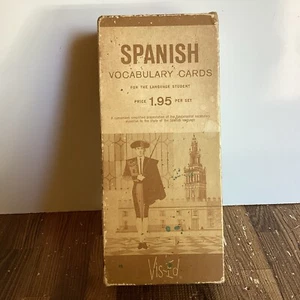 SPANISH
VOCABULARY CARDS
FOR THE LANGUAGE STUDENT
PRICE 1.95 PER SET
Vis-Ed